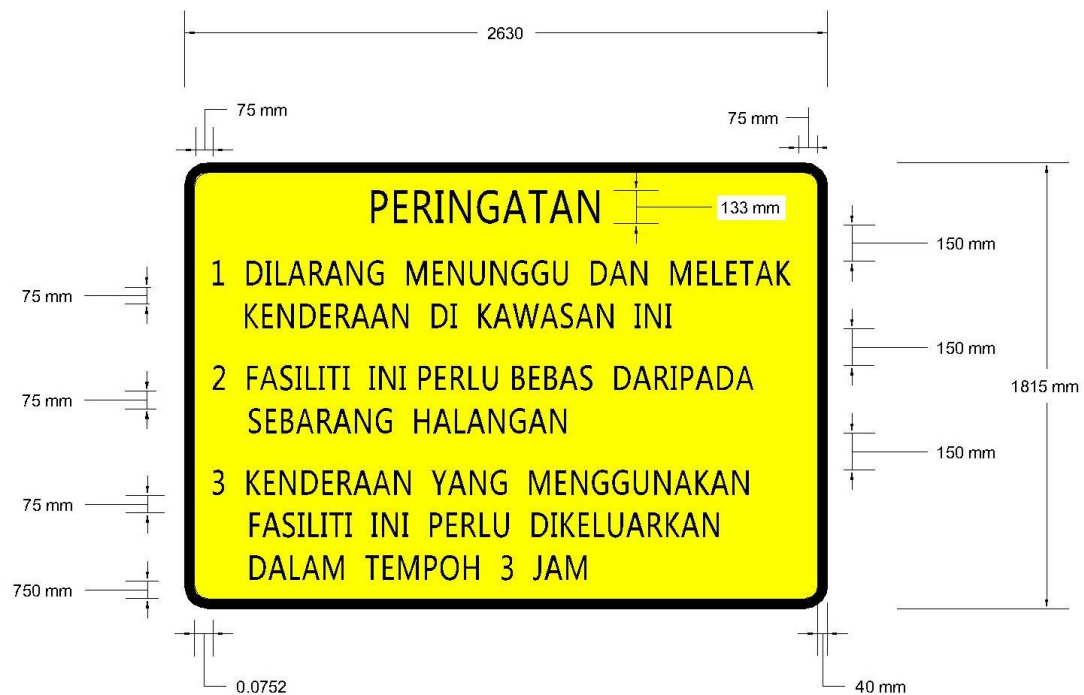 2630
75 mm
75 mm
PERINGATAN
133 mm
150 mm
1 DILARANG MENUNGGU DAN MELETAK
KENDERAAN DI KAWASAN INI
75 mm
150 mm
2 FASILITI INI PERLU BEBAS DARIPADA
SEBARANG HALANGAN
75 mm
1815 mm
150 mm
3 KENDERAAN YANG MENGGUNAKAN
FASILITI INI PERLU DIKELUARKAN
DALAM TEMPOH 3 JAM
75 mm
750 mm
0.0752
40 mm